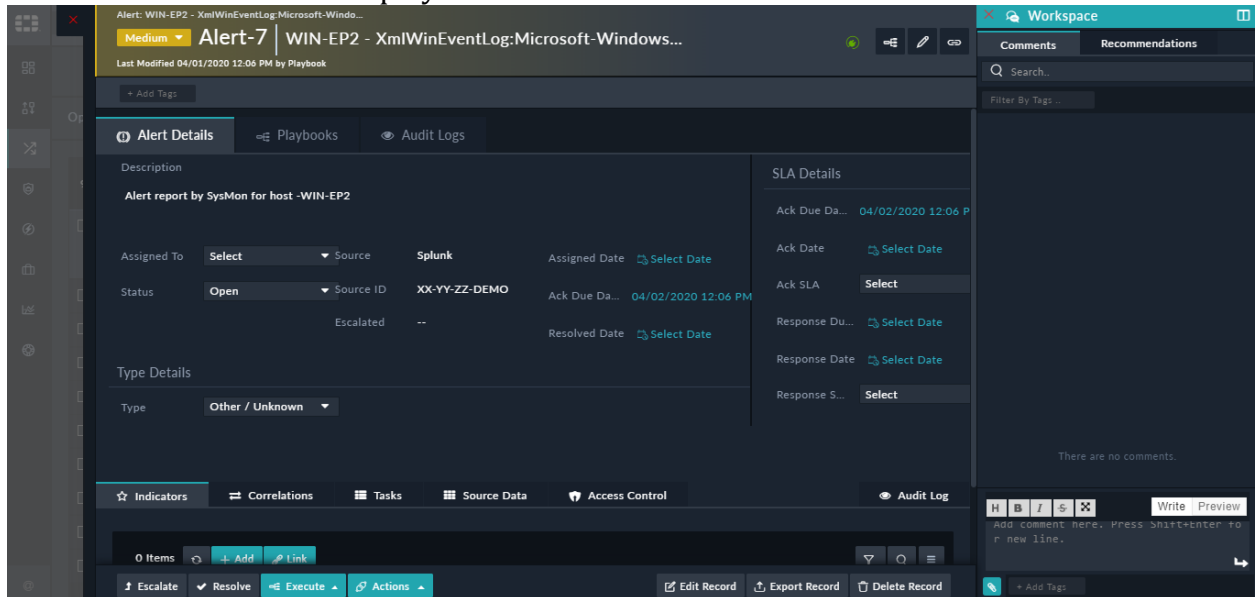 Alert: WIN-EP2 - XmlWinEventLog:Microsoft-Windo...
Medium Alert-7 WIN-EP2 - XmlWinEventLog:Microsoft-Windows...
Last Modified 04/01/2020 12:06 PM by Playbook
+ Add Tags
Alert Details Playbooks Audit Logs
Description
Alert report by SysMon for host -WIN-EP2
Assigned To Select Source Splunk Assigned Date Select Date
Status Open Source ID XX-YY-ZZ-DEMO Ack Due Da... 04/02/2020 12:06 PM
Escalated -- Resolved Date Select Date
Type Details
Type Other / Unknown
SLA Details
Ack Due Da... 04/02/2020 12:06 P
Ack Date Select Date
Ack SLA Select
Response Du... Select Date
Response Date Select Date
Response S... Select
Indicators Correlations Tasks Source Data Access Control Audit Log
0 Items + Add Link
Escalate Resolve Execute Actions Edit Record Export Record Delete Record
Workspace
Comments Recommendations
Search..
Filter By Tags ..
There are no comments.
H B I S Write Preview
Add comment here. Press Shift+Enter fo
r new line.
+ Add Tags